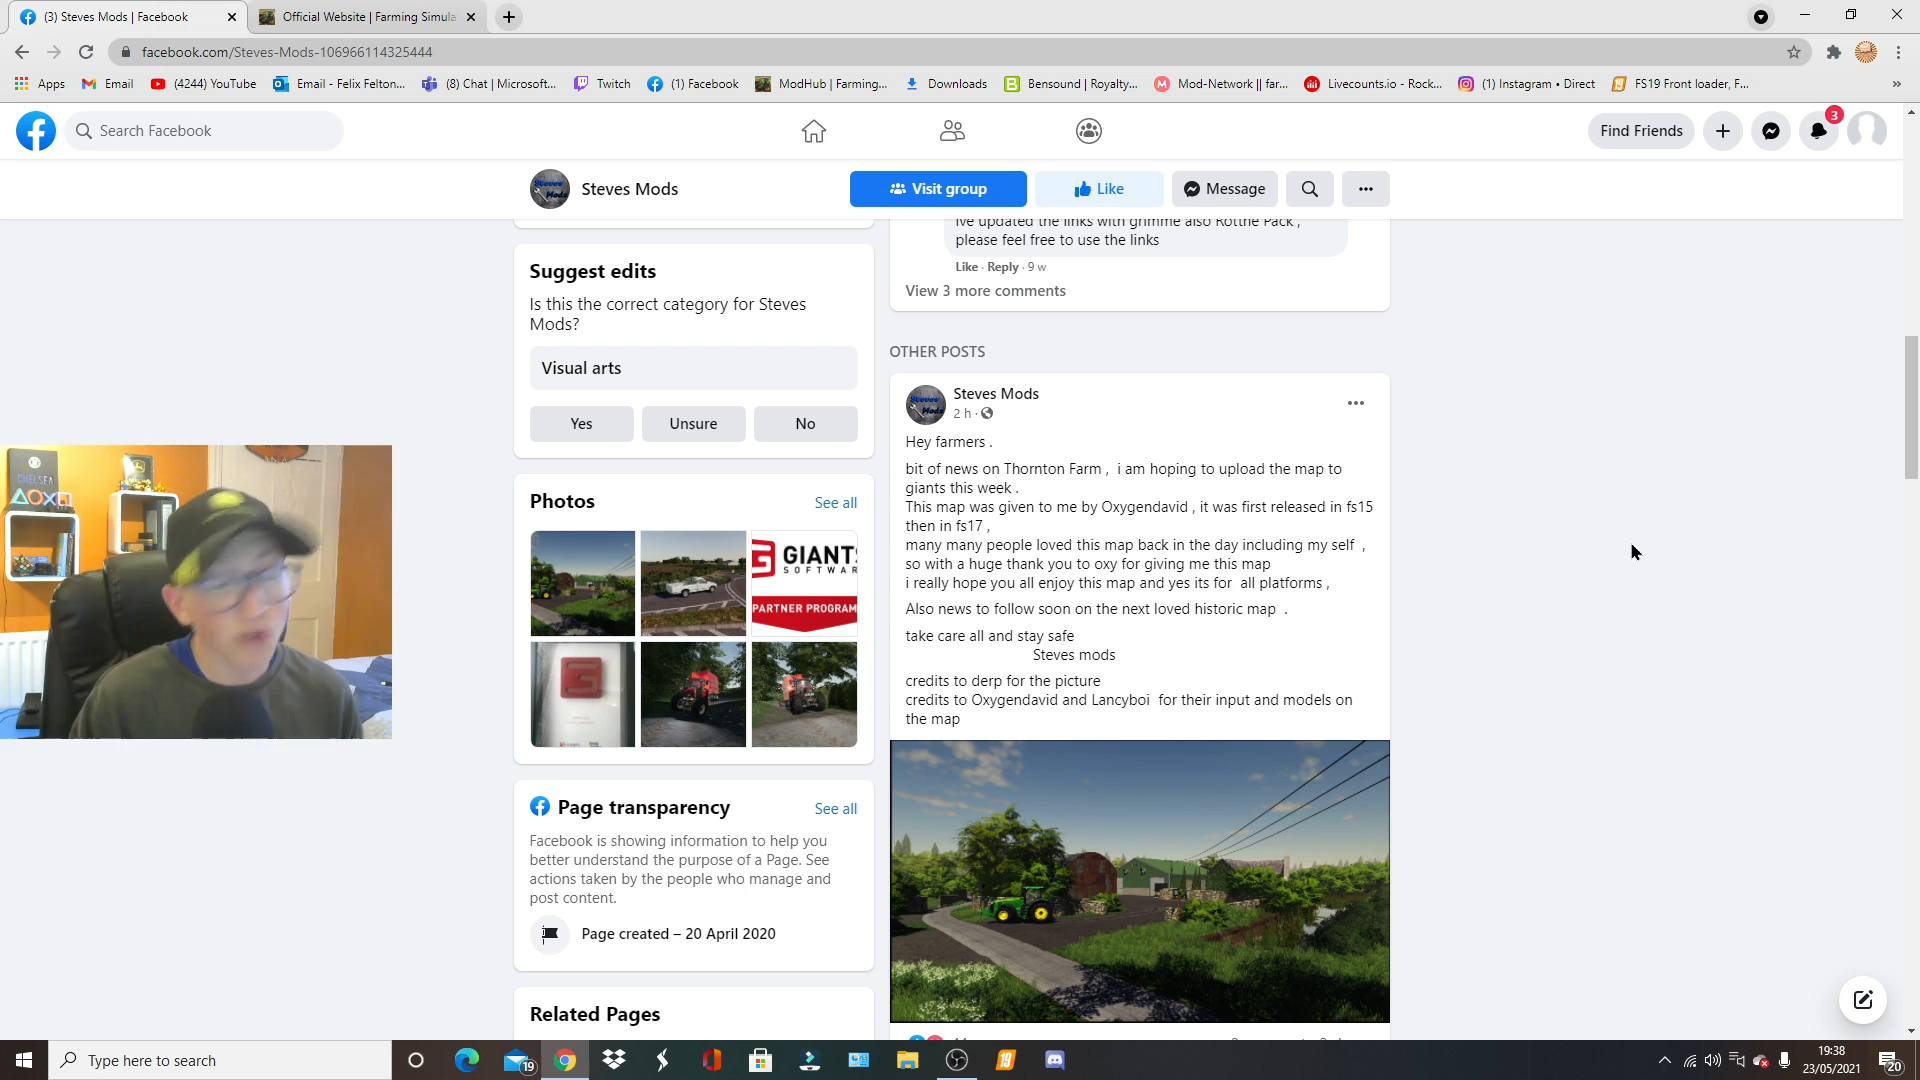 (3) Steves Mods | Facebook
Official Website | Farming Simula
facebook.com/Steves-Mods-106966114325444
Apps
Email
(4244) YouTube
Email - Felix Felton...
(8) Chat | Microsoft...
Twitch
(1) Facebook
ModHub | Farming...
Downloads
Bensound | Royalty...
Mod-Network || far...
Livecounts.io - Rock...
(1) Instagram • Direct
FS19 Front loader, F...
Search Facebook
Find Friends
3
Steves Mods
Visit group
Like
Message
Ive updated the links with grimme also Rottne Pack ,
please feel free to use the links
Like · Reply · 9 w
View 3 more comments
Suggest edits
Is this the correct category for Steves
Mods?
Visual arts
Yes
Unsure
No
Photos
See all
GIANTS
SOFTWAR
PARTNER PROGRAM
Page transparency
See all
Facebook is showing information to help you
better understand the purpose of a Page. See
actions taken by the people who manage and
post content.
Page created – 20 April 2020
Related Pages
OTHER POSTS
Steves Mods
2 h ·
Hey farmers .
bit of news on Thornton Farm , i am hoping to upload the map to
giants this week .
This map was given to me by Oxygendavid , it was first released in fs15
then in fs17 ,
many many people loved this map back in the day including my self ,
so with a huge thank you to oxy for giving me this map
i really hope you all enjoy this map and yes its for all platforms ,
Also news to follow soon on the next loved historic map .
take care all and stay safe
Steves mods
credits to derp for the picture
credits to Oxygendavid and Lancyboi for their input and models on
the map
CHELSEA
Type here to search
19
19
19:38
23/05/2021
20